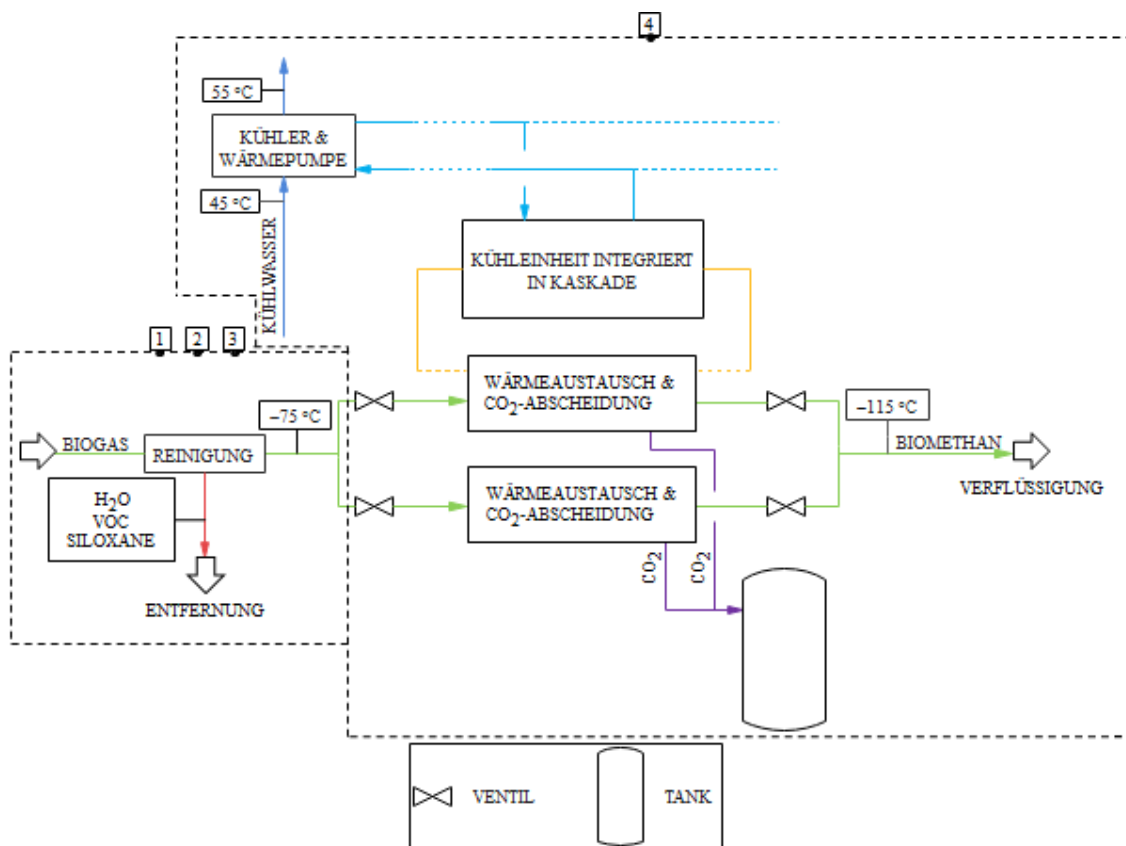 4
55 °C
KÜHLER &
WÄRMEPUMPE
45 °C
KÜHLWASSER
KÜHLEINHEIT INTEGRIERT
IN KASKADE
1
2
3
WÄRMEAUSTAUSCH &
CO₂-ABSCHEIDUNG
–75 °C
–115 °C
BIOGAS
REINIGUNG
BIOMETHAN
VERFLÜSSIGUNG
WÄRMEAUSTAUSCH &
CO₂-ABSCHEIDUNG
H₂O
VOC
SILOXANE
CO₂
CO₂
ENTFERNUNG
VENTIL
TANK